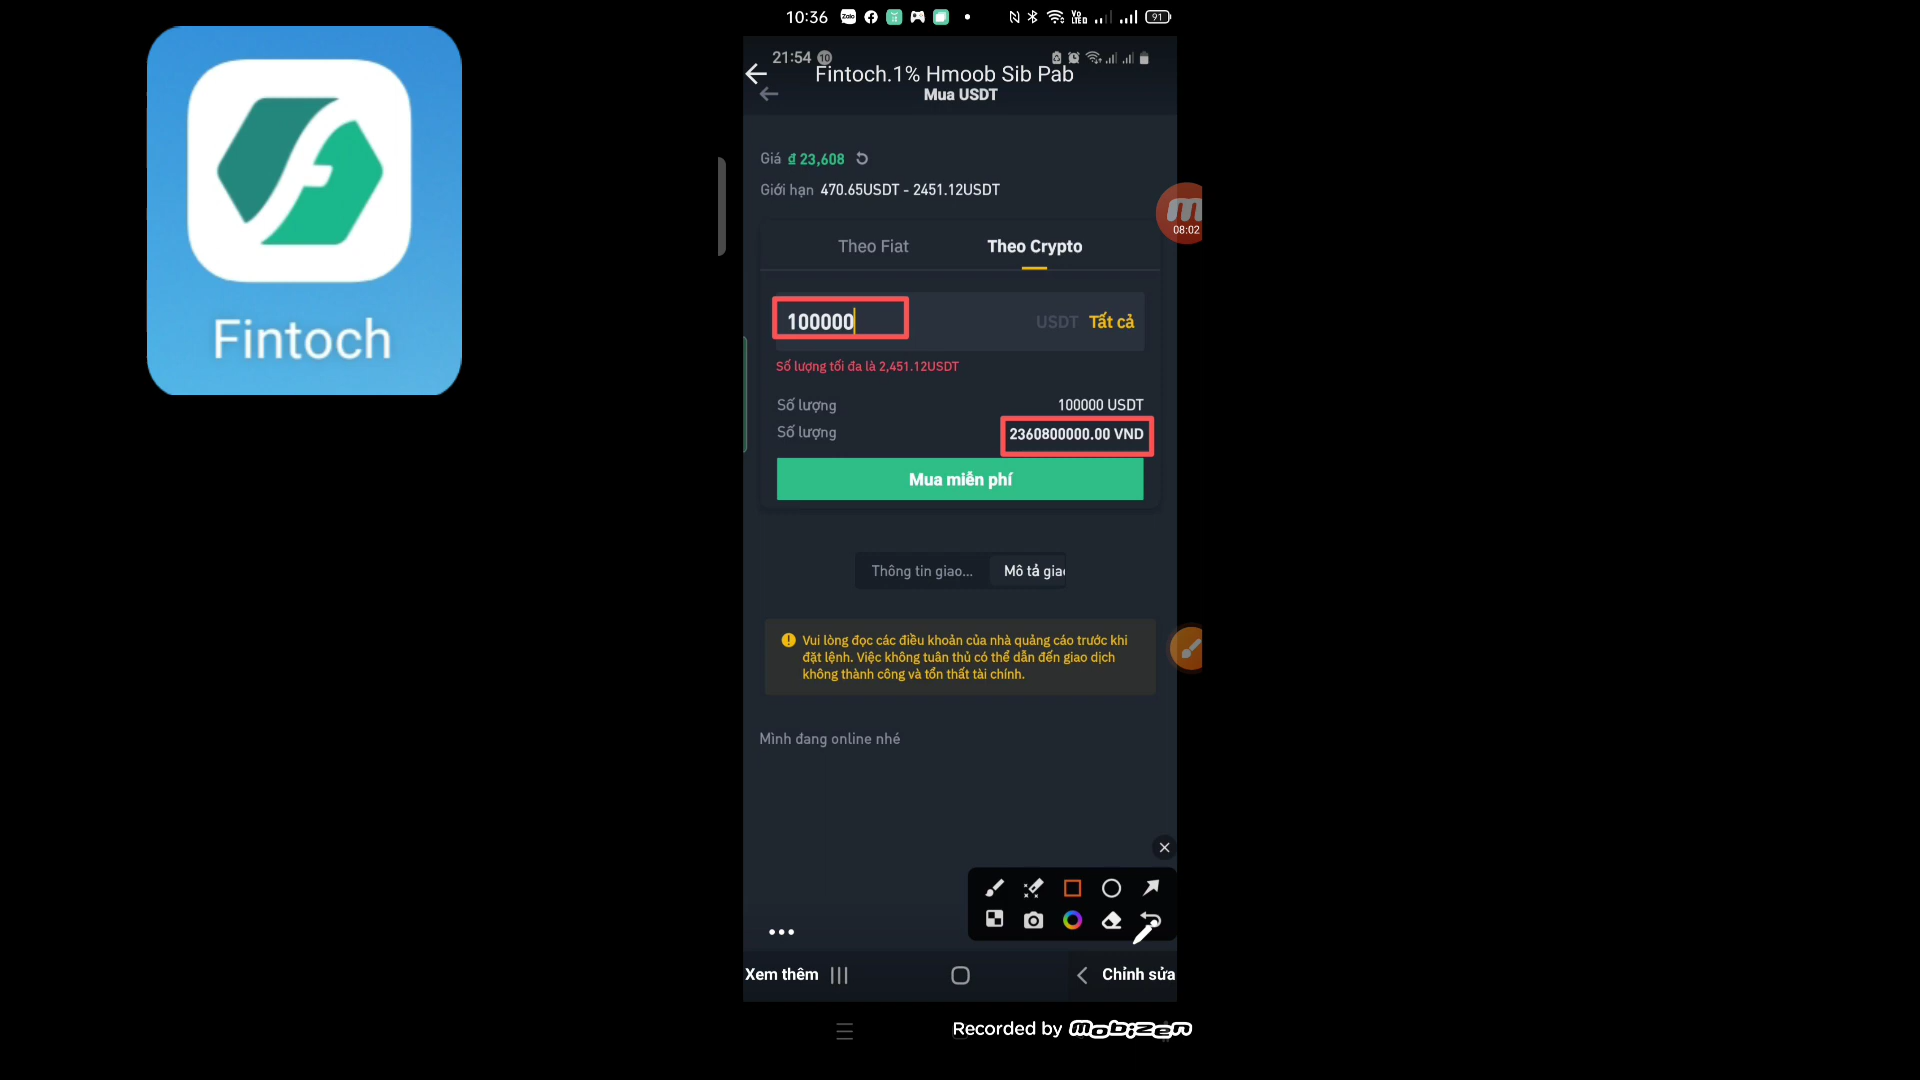 Fintoch
10:36
Zalo
VoLTED
91
21:54 10
Fintoch.1% Hmoob Sib Pab
Mua USDT
Giá đ 23,608
Giới hạn 470.65USDT - 2451.12USDT
08:02
Theo Fiat Theo Crypto
100000 USDT Tất cả
Số lượng tối đa là 2,451.12USDT
Số lượng 100000 USDT
Số lượng 2360800000.00 VND
Mua miễn phí
Thông tin giao... Mô tả giao
Vui lòng đọc các điều khoản của nhà quảng cáo trước khi
đặt lệnh. Việc không tuân thủ có thể dẫn đến giao dịch
không thành công và tổn thất tài chính.
Mình đang online nhé
Xem thêm Chỉnh sửa
Recorded by Mobizen